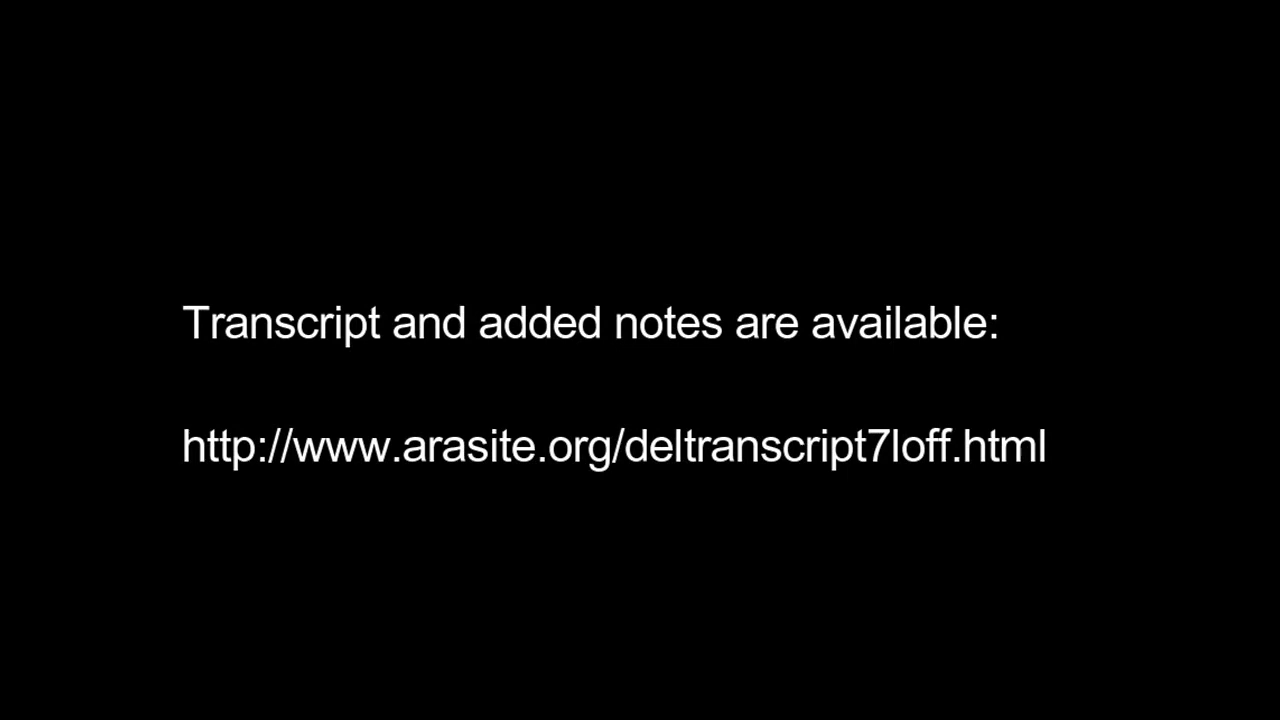 Transcript and added notes are available:
http://www.arasite.org/deltranscript7loff.html